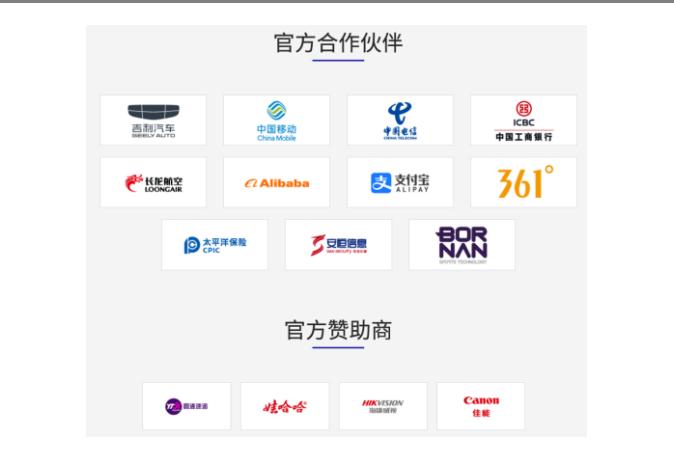 官方合作伙伴
吉利汽车
GEELY AUTO
中国移动
China Mobile
中国电信
CHINA TELECOM
ICBC
中国工商银行
长龙航空
LOONGAIR
Alibaba
支 支付宝
ALIPAY
361°
太平洋保险
CPIC
安恒信息
BOR
NAN
SPORTS TECHNOLOGY
官方赞助商
圆通速递
娃哈哈
HIKVISION
海康威视
Canon
佳能